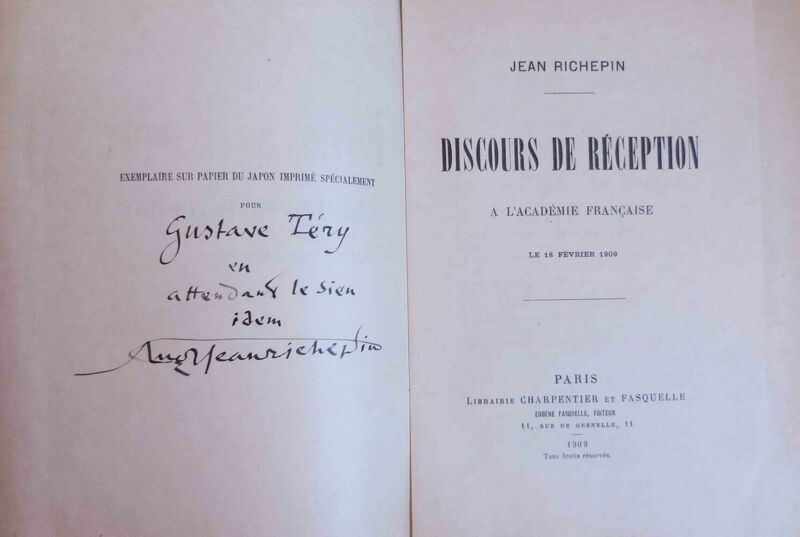 EXEMPLAIRE SUR PAPIER DU JAPON IMPRIMÉ SPÉCIALEMENT
POUR
Gustave Téry
en
attendant le sien
idem
Jeanrichepin
JEAN RICHEPIN
DISCOURS DE RÉCEPTION
A L'ACADÉMIE FRANÇAISE
LE 18 FÉVRIER 1909
PARIS
LIBRAIRIE CHARPENTIER ET FASQUELLE
EUGÈNE FASQUELLE, ÉDITEUR
11, RUE DE GRENELLE, 11
1909
Tous droits réservés.